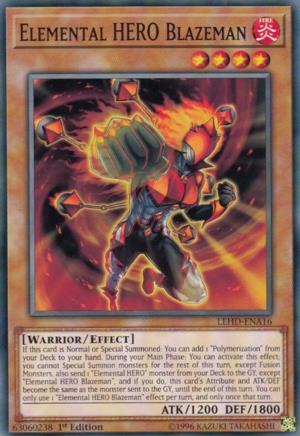 ELEMENTAL HERO BLAZEMAN
FIRE
炎
LEHD-ENA16
[WARRIOR/EFFECT]
If this card is Normal or Special Summoned: You can add 1 "Polymerization" from
your Deck to your hand. During your Main Phase: You can activate this effect;
you cannot Special Summon monsters for the rest of this turn, except Fusion
Monsters, also send 1 "Elemental HERO" monster from your Deck to the GY, except
"Elemental HERO Blazeman", and if you do, this card's Attribute and ATK/DEF
become the same as the monster sent to the GY, until the end of this turn. You can
only use 1 "Elemental HERO Blazeman" effect per turn, and only once that turn.
ATK/1200 DEF/1800
63060238 1st Edition ©1996 KAZUKI TAKAHASHI